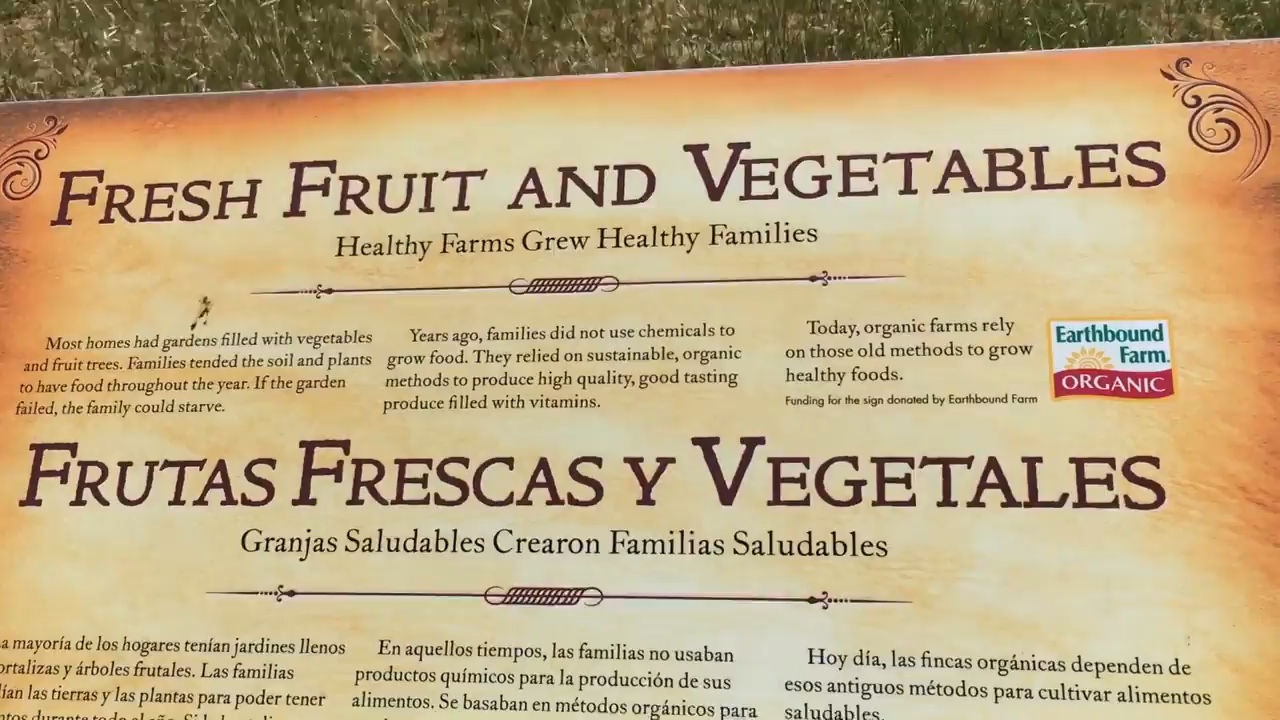 FRESH FRUIT AND VEGETABLES
Healthy Farms Grew Healthy Families
Most homes had gardens filled with vegetables
and fruit trees. Families tended the soil and plants
to have food throughout the year. If the garden
failed, the family could starve.
Years ago, families did not use chemicals to
grow food. They relied on sustainable, organic
methods to produce high quality, good tasting
produce filled with vitamins.
Today, organic farms rely
on those old methods to grow
healthy foods.
Funding for the sign donated by Earthbound Farm
Earthbound
Farm.
ORGANIC
FRUTAS FRESCAS Y VEGETALES
Granjas Saludables Crearon Familias Saludables
a mayoría de los hogares tenían jardines llenos
ortalizas y árboles frutales. Las familias
ían las tierras y las plantas para poder tener
En aquellos tiempos, las familias no usaban
productos químicos para la producción de sus
alimentos. Se basaban en métodos orgánicos para
Hoy día, las fincas orgánicas dependen de
esos antiguos métodos para cultivar alimentos
saludables.